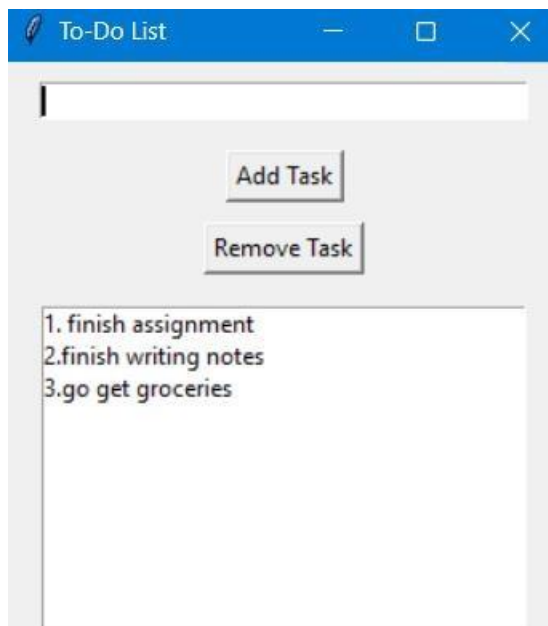 To-Do List
Add Task
Remove Task
1. finish assignment
2.finish writing notes
3.go get groceries